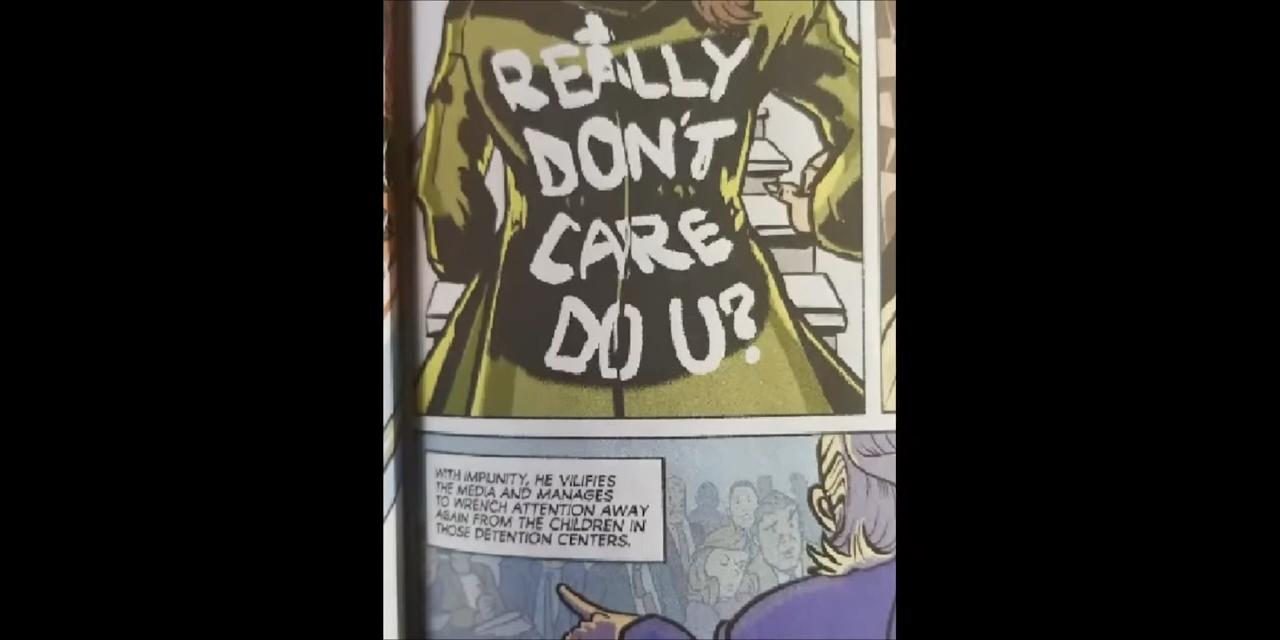 REALLY
DON'T
CARE
DO U?
WITH IMPUNITY, HE VILIFIES
THE MEDIA AND MANAGES
TO WRENCH ATTENTION AWAY
AGAIN FROM THE CHILDREN IN
THOSE DETENTION CENTERS.